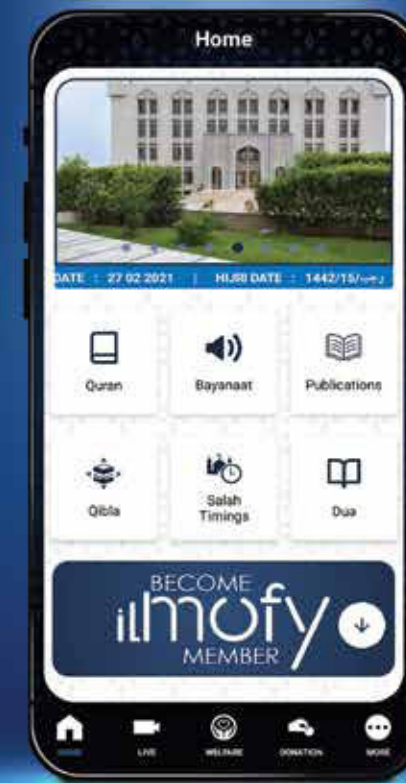 Home
DATE : 27 02 2021 | HIJRI DATE : 1442/15/رجب
Quran
Bayanaat
Publications
Qibla
Salah
Timings
Dua
BECOME
ilmofy
MEMBER
HOME
LIVE
WELFARE
DONATION
MORE